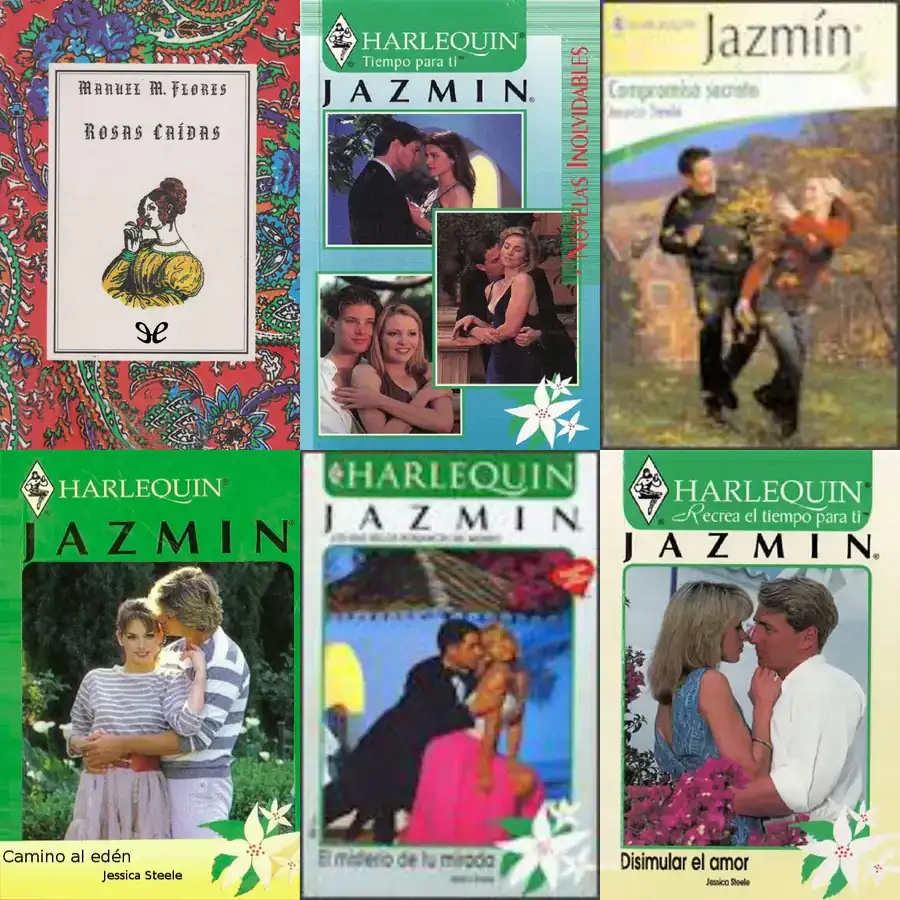 MANUEL M. FLORES
ROSAS CAÍDAS
HARLEQUIN®
Tiempo para ti™
JAZMIN®
NOVELAS INOLVIDABLES
Jazmín
Compromiso secreto
Jessica Steele
HARLEQUIN®
JAZMIN®
Camino al edén
Jessica Steele
HARLEQUIN
JAZMIN
El misterio de tu mirada
HARLEQUIN®
Recrea el tiempo para ti™
JAZMIN®
Disimular el amor
Jessica Steele